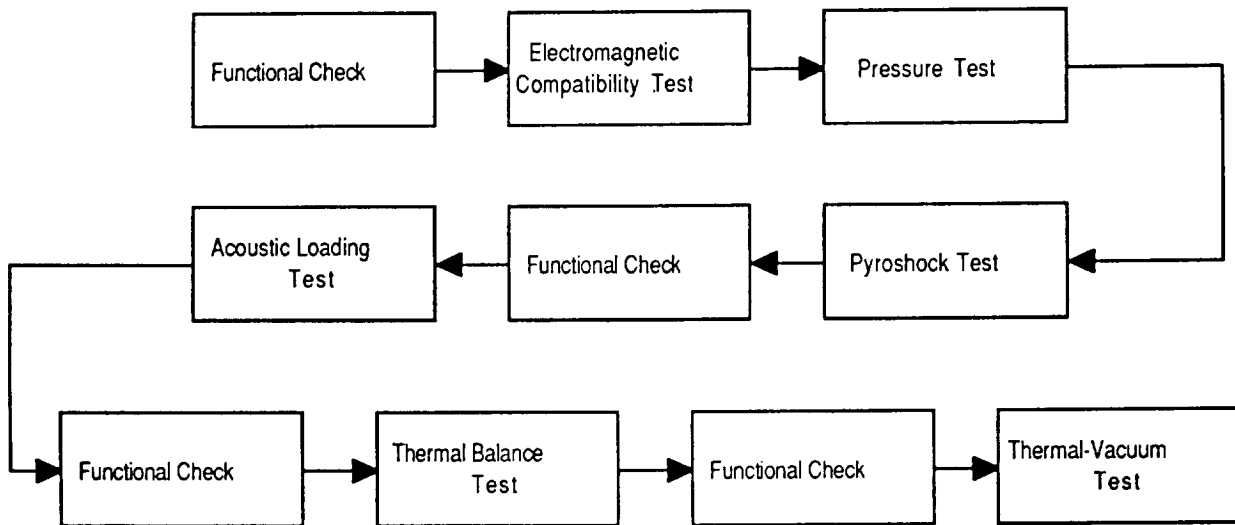 Functional Check
Electromagnetic
Compatibility .Test
Pressure Test
Pyroshock Test
Functional Check
Acoustic Loading
Test
Functional Check
Thermal Balance
Test
Functional Check
Thermal-Vacuum
Test